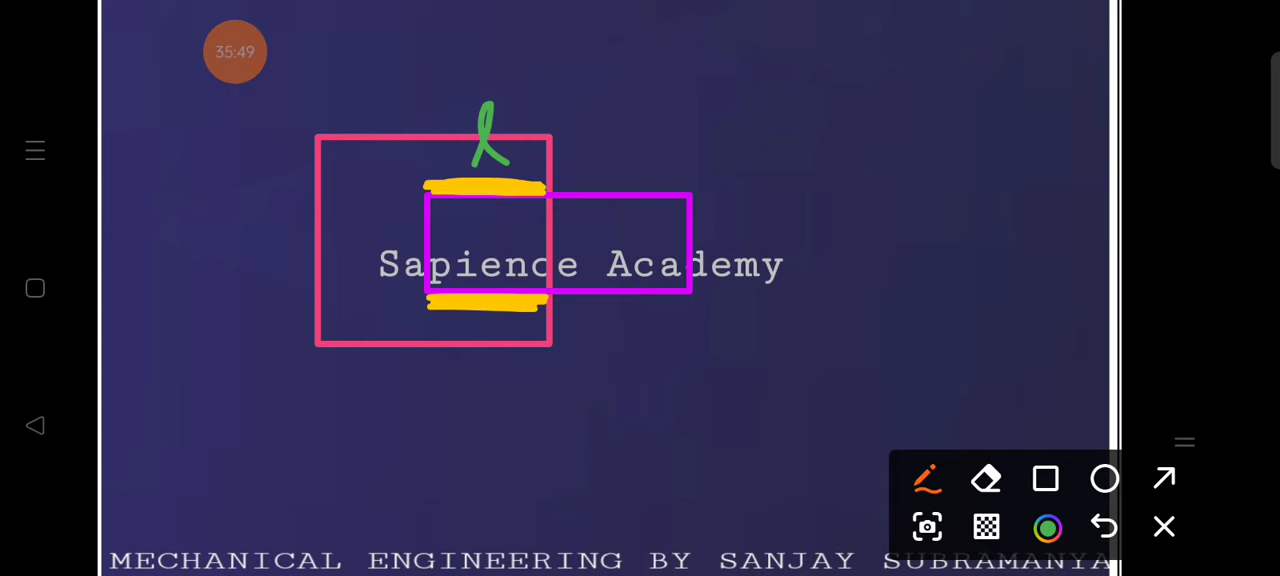 35:49
l
Sapience Academy
MECHANICAL ENGINEERING BY SANJAY SUBRAMANYA